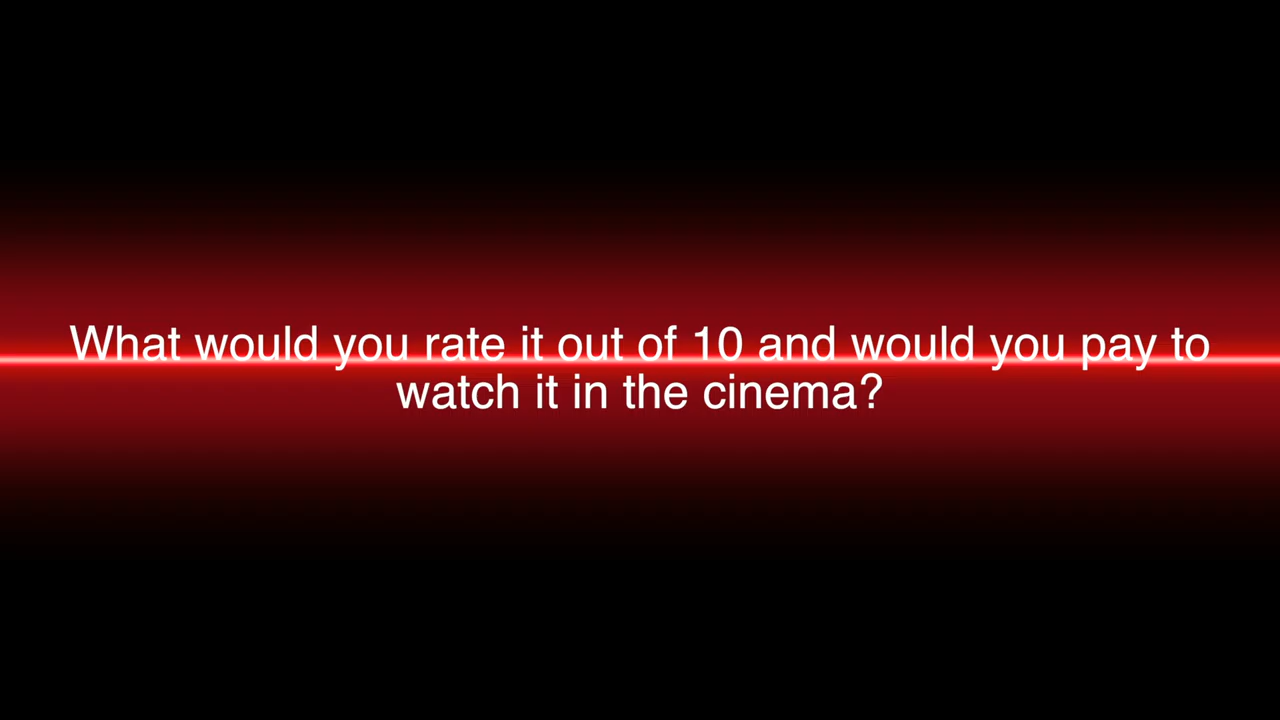 What would you rate it out of 10 and would you pay to
watch it in the cinema?